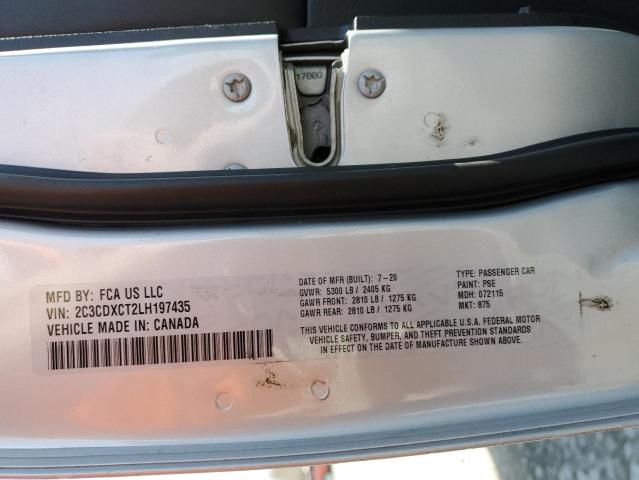 17800
MFD BY: FCA US LLC
VIN: 2C3CDXCT2LH197435
VEHICLE MADE IN: CANADA
DATE OF MFR (BUILT): 7-20
GVWR: 5300 LB / 2405 KG
GAWR FRONT: 2810 LB / 1275 KG
GAWR REAR: 2810 LB / 1275 KG
TYPE: PASSENGER CAR
PAINT: PSE
MDH: 072116
MKT: 875
THIS VEHICLE CONFORMS TO ALL APPLICABLE U.S.A. FEDERAL MOTOR
VEHICLE SAFETY, BUMPER, AND THEFT PREVENTION STANDARDS
IN EFFECT ON THE DATE OF MANUFACTURE SHOWN ABOVE.